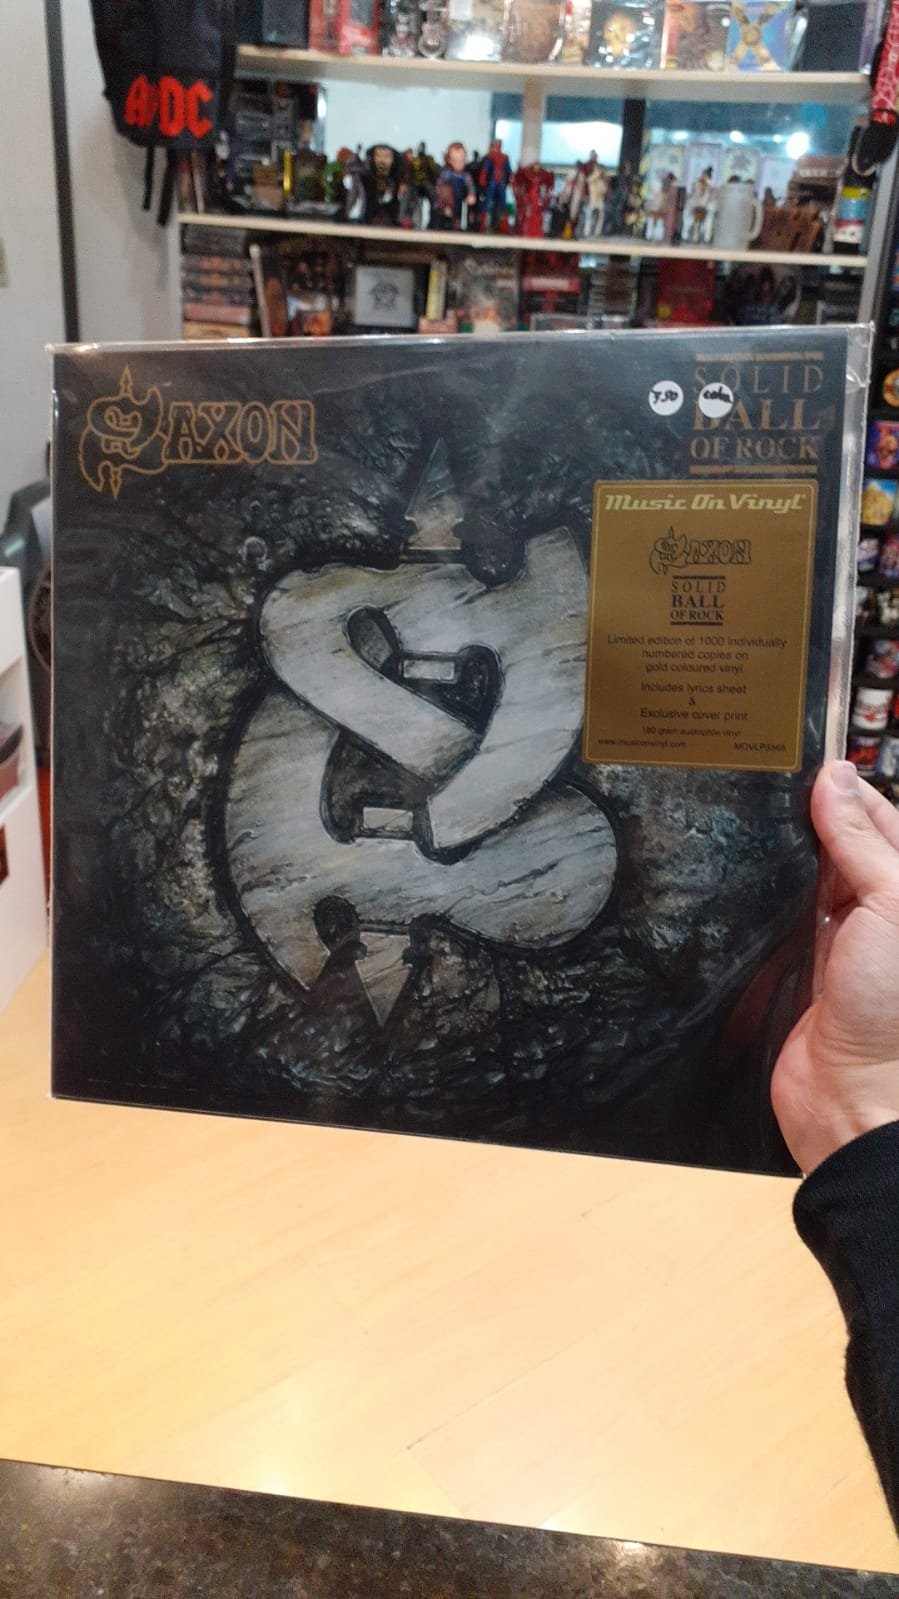 AC/DC
SAXON
SOLID
BALL
OF ROCK
750
Music On Vinyl
SAXON
SOLID
BALL
OF ROCK
Limited edition of 1000 individually
numbered copies on
gold coloured vinyl
Includes lyrics sheet
&
Exclusive cover print
180 gram audiophile vinyl
www.musiconvinyl.com MOVLP3568